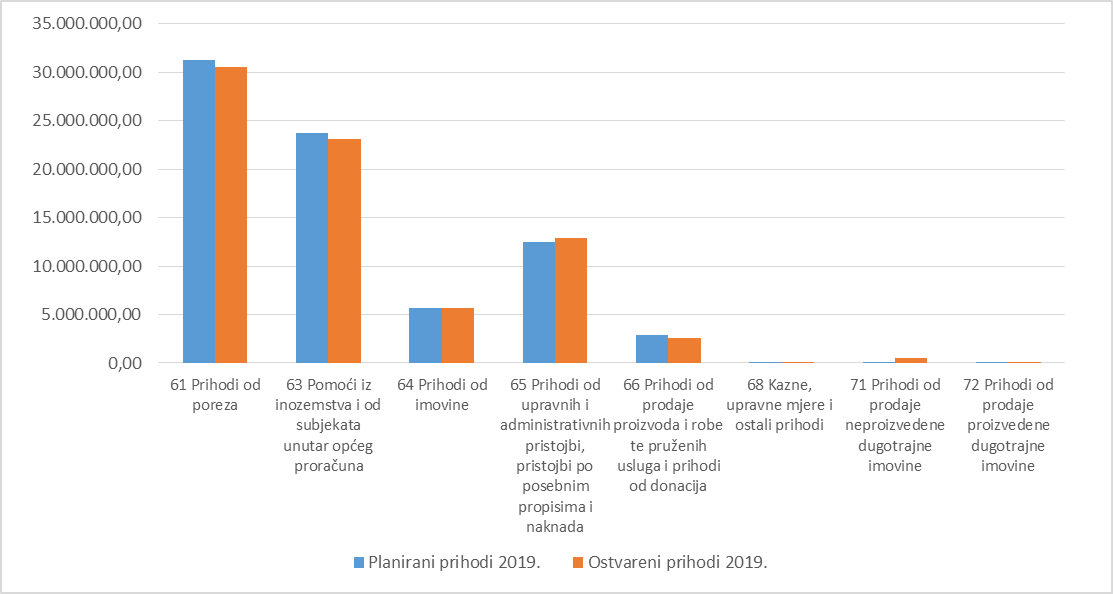 35.000.000,00
30.000.000,00
25.000.000,00
20.000.000,00
15.000.000,00
10.000.000,00
5.000.000,00
0,00
61 Prihodi od
poreza
63 Pomoći iz
inozemstva i od
subjekata
unutar općeg
proračuna
64 Prihodi od
imovine
65 Prihodi od
upravnih i
administrativnih
pristojbi,
pristojbi po
posebnim
propisima i
naknada
66 Prihodi od
prodaje
proizvoda i robe
te pruženih
usluga i prihodi
od donacija
68 Kazne,
upravne mjere i
ostali prihodi
71 Prihodi od
prodaje
neproizvedene
dugotrajne
imovine
72 Prihodi od
prodaje
proizvedene
dugotrajne
imovine
Planirani prihodi 2019.
Ostvareni prihodi 2019.